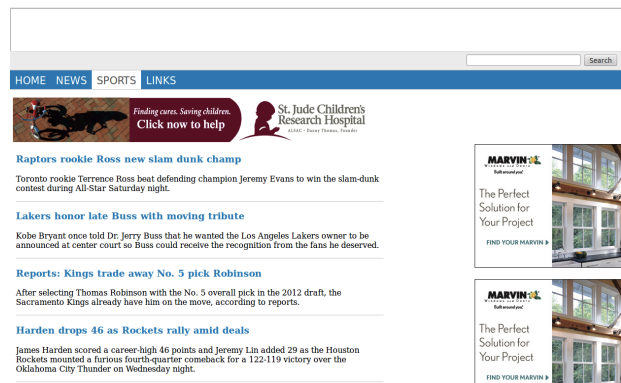 Search
HOME NEWS SPORTS LINKS
Finding cures. Saving children.
Click now to help
St. Jude Children's
Research Hospital
ALSAC • Danny Thomas, Founder
Raptors rookie Ross new slam dunk champ
Toronto rookie Terrence Ross beat defending champion Jeremy Evans to win the slam-dunk
contest during All-Star Saturday night.
Lakers honor late Buss with moving tribute
Kobe Bryant once told Dr. Jerry Buss that he wanted the Los Angeles Lakers owner to be
announced at center court so Buss could receive the recognition from the fans he deserved.
Reports: Kings trade away No. 5 pick Robinson
After selecting Thomas Robinson with the No. 5 overall pick in the 2012 draft, the
Sacramento Kings already have him on the move, according to reports.
Harden drops 46 as Rockets rally amid deals
James Harden scored a career-high 46 points and Jeremy Lin added 29 as the Houston
Rockets mounted a furious fourth-quarter comeback for a 122-119 victory over the
Oklahoma City Thunder on Wednesday night.
MARVIN
Windows and Doors
Built around you!
The Perfect
Solution for
Your Project
FIND YOUR MARVIN
MARVIN
Windows and Doors
Built around you!
The Perfect
Solution for
Your Project
FIND YOUR MARVIN